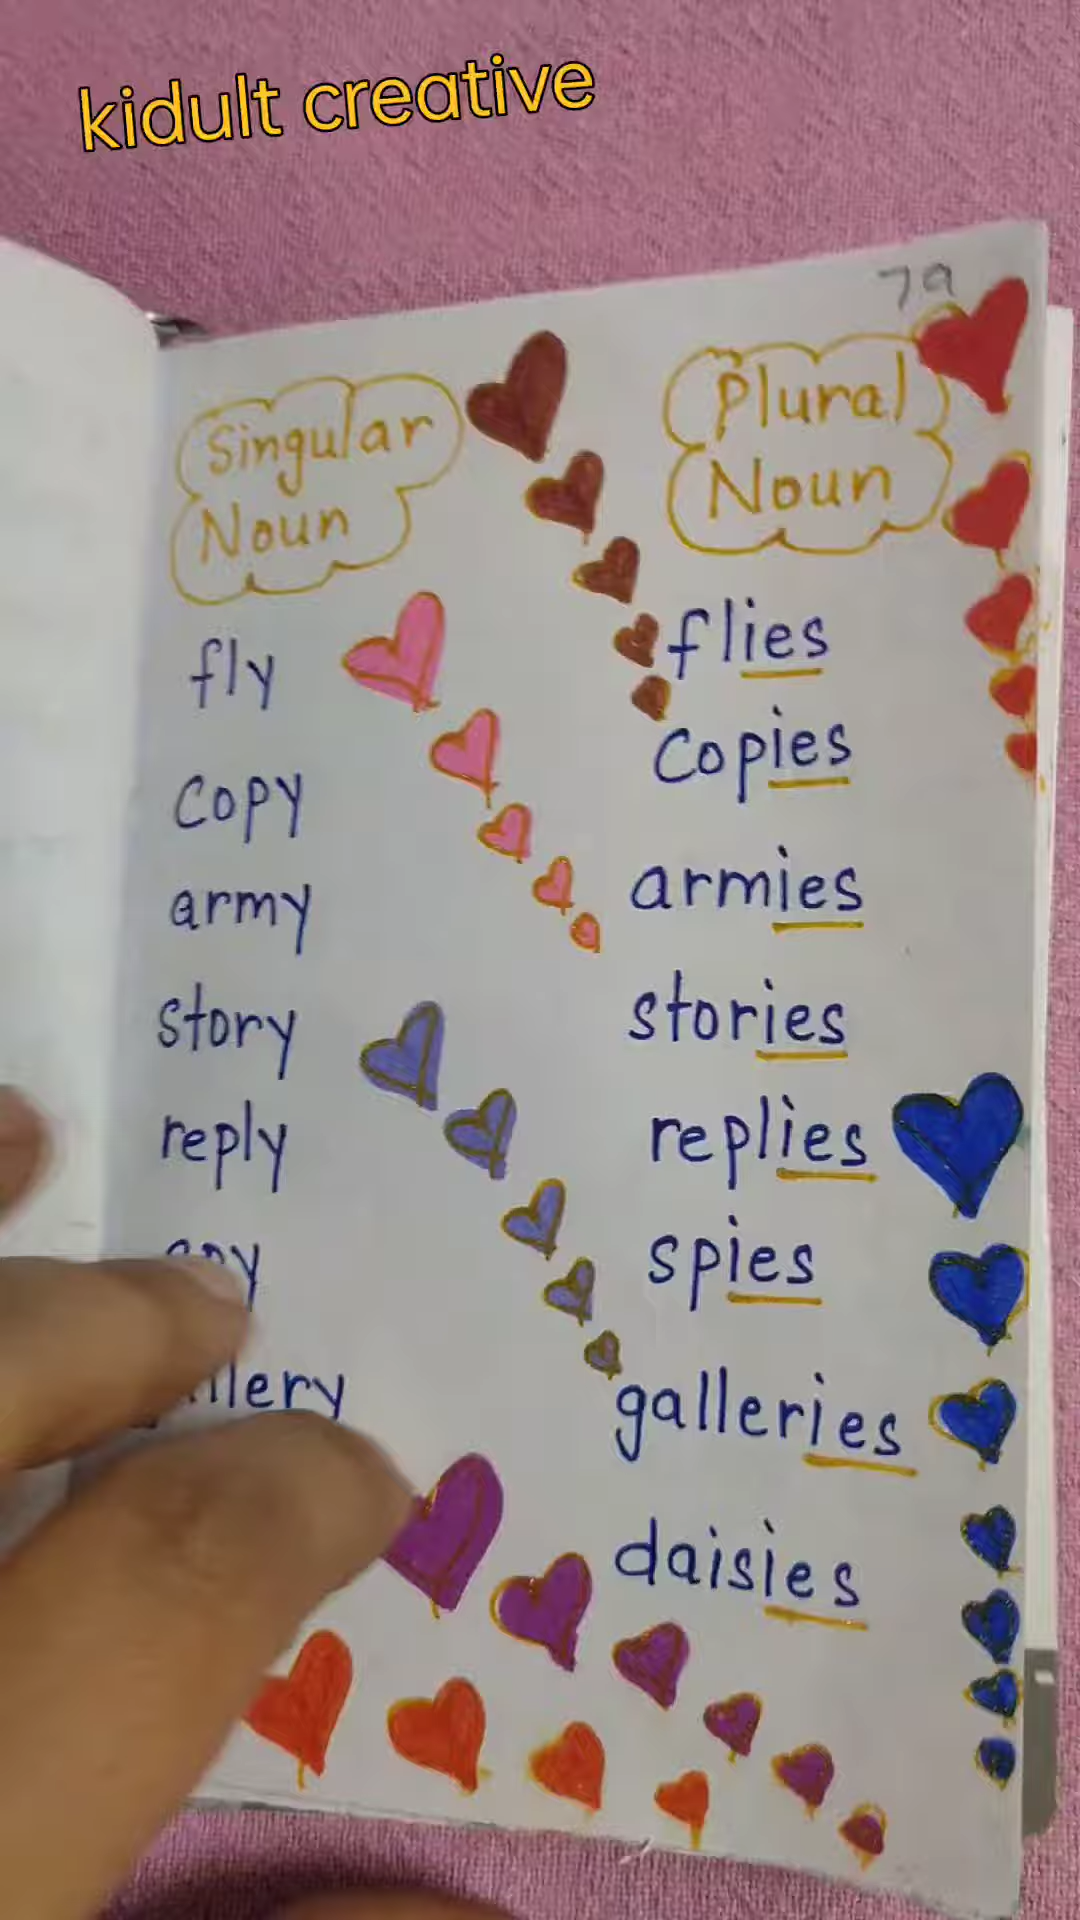 kidult creative
79
Singular Noun
Plural Noun
fly flies
copy copies
army armies
story stories
reply replies
spies
galleries
daisies